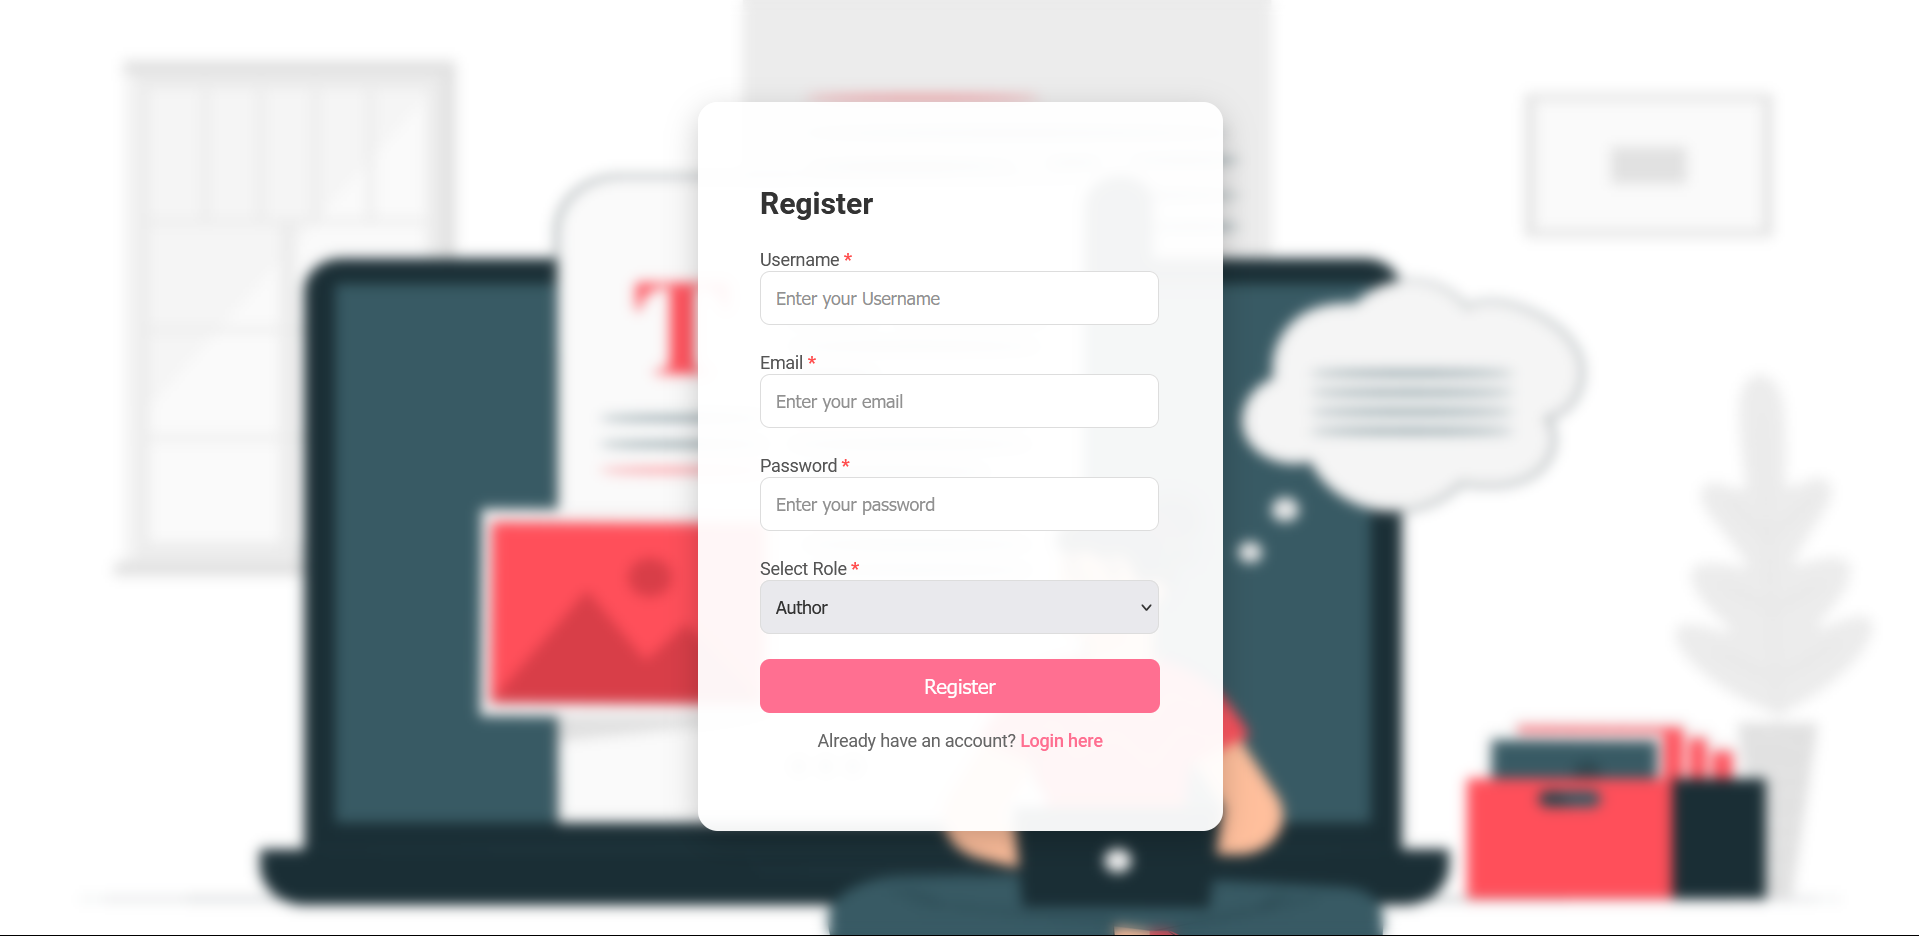 T
Register
Username *
Enter your Username
Email *
Enter your email
Password *
Enter your password
Select Role *
Author
Register
Already have an account? Login here